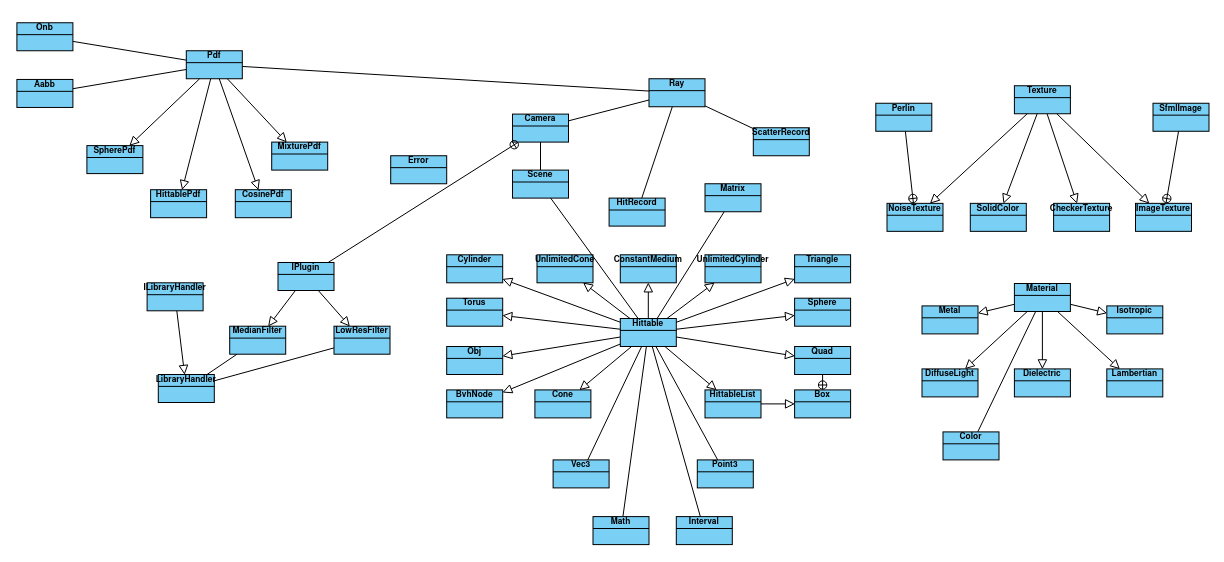 Onb
Pdf
Aabb
Ray
Texture
Perlin
SfmlImage
Camera
ScatterRecord
SpherePdf
MixturePdf
Error
Scene
Matrix
HittablePdf
CosinePdf
HitRecord
NoiseTexture
SolidColor
CheckerTexture
ImageTexture
Cylinder
UnlimitedCone
ConstantMedium
UnlimitedCylinder
Triangle
IPlugin
ILibraryHandler
Material
Torus
Sphere
Metal
Isotropic
MedianFilter
LowResFilter
Hittable
Obj
Quad
LibraryHandler
DiffuseLight
Dielectric
Lambertian
BvhNode
Cone
HittableList
Box
Color
Vec3
Point3
Math
Interval